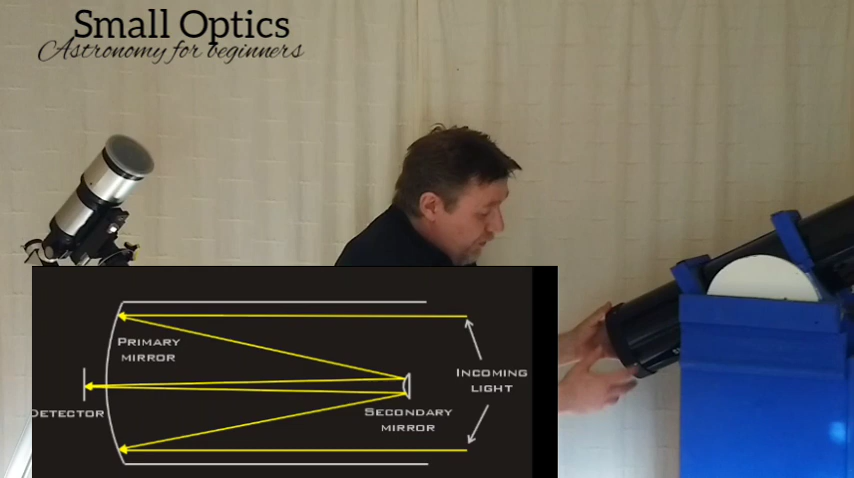 Small Optics
Astronomy for beginners
PRIMARY
MIRROR
INCOMING
LIGHT
DETECTOR
SECONDARY
MIRROR